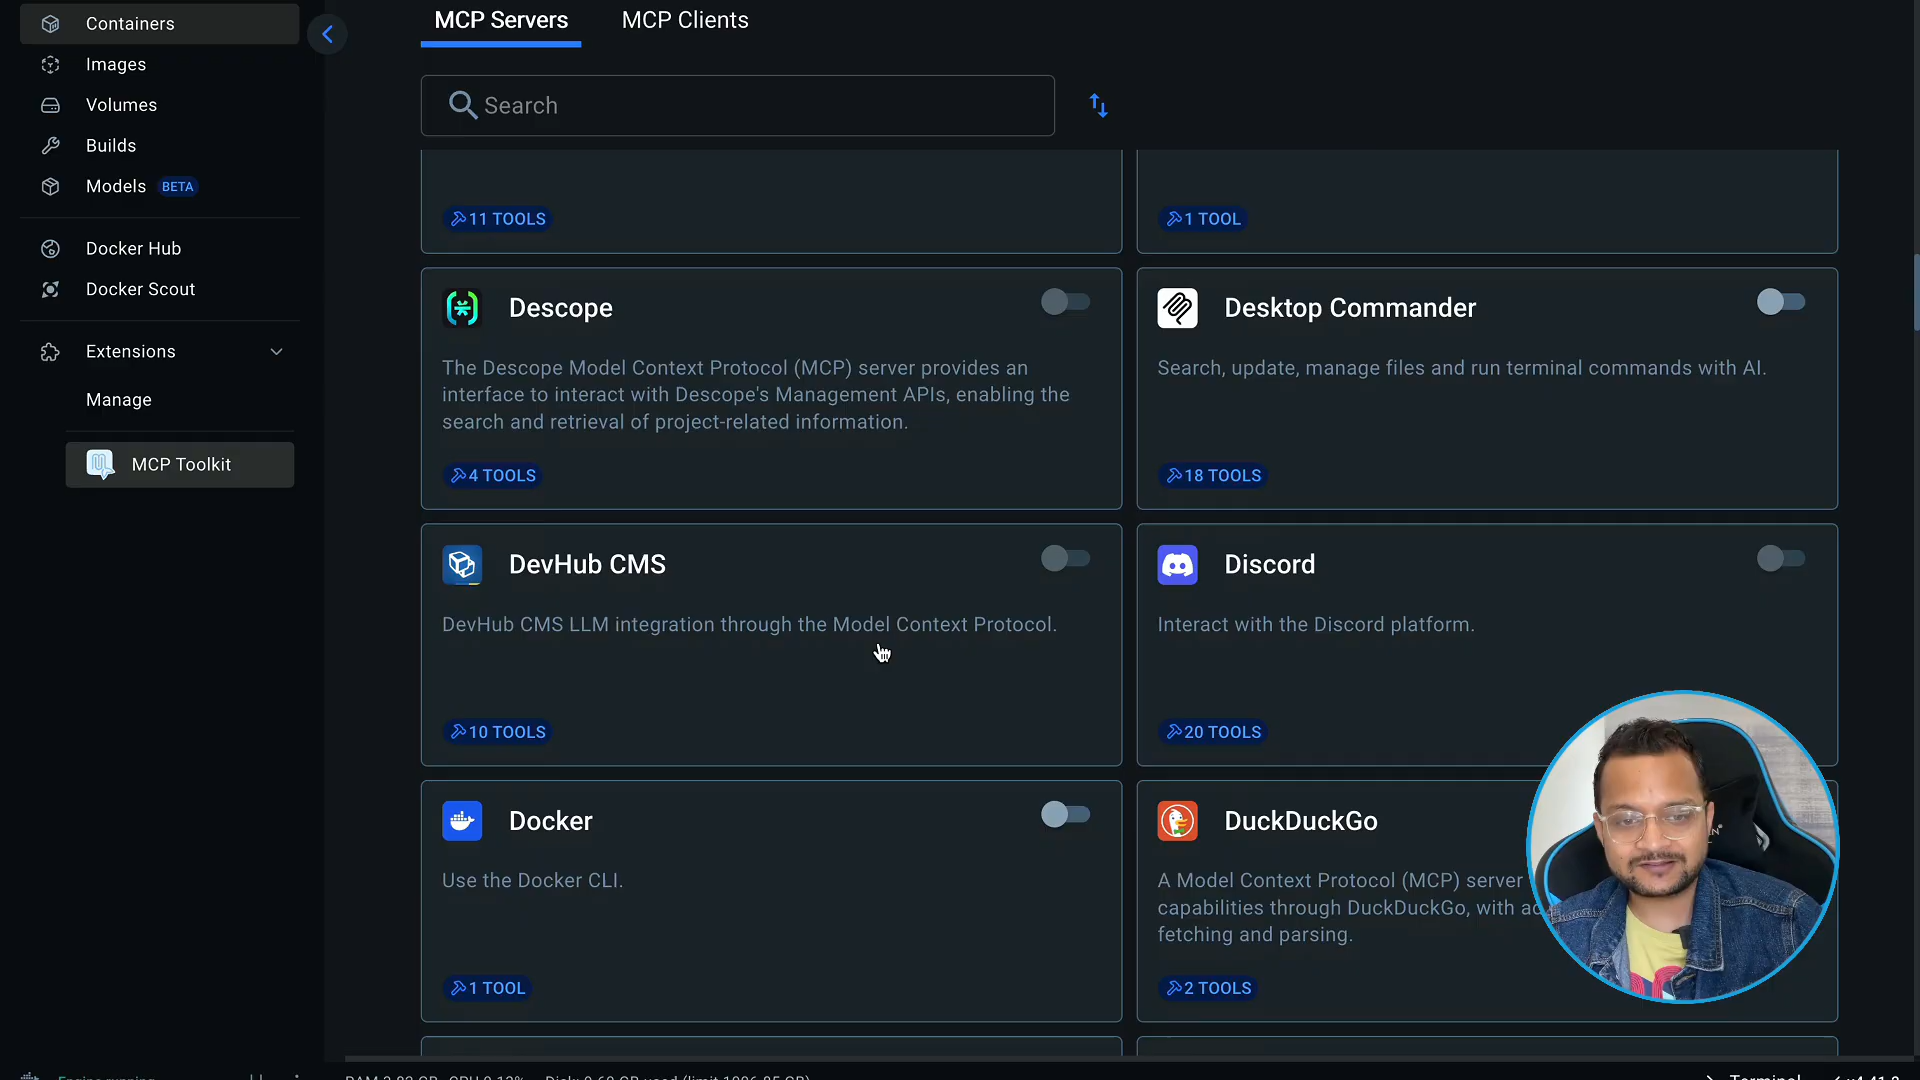 Containers
Images
Volumes
Builds
Models BETA
Docker Hub
Docker Scout
Extensions
Manage
MCP Toolkit
MCP Servers MCP Clients
Search
11 TOOLS
1 TOOL
Descope
The Descope Model Context Protocol (MCP) server provides an
interface to interact with Descope's Management APIs, enabling the
search and retrieval of project-related information.
4 TOOLS
Desktop Commander
Search, update, manage files and run terminal commands with AI.
18 TOOLS
DevHub CMS
DevHub CMS LLM integration through the Model Context Protocol.
10 TOOLS
Discord
Interact with the Discord platform.
20 TOOLS
Docker
Use the Docker CLI.
1 TOOL
DuckDuckGo
A Model Context Protocol (MCP) server
capabilities through DuckDuckGo, with
fetching and parsing.
2 TOOLS
Engine running
Terminal